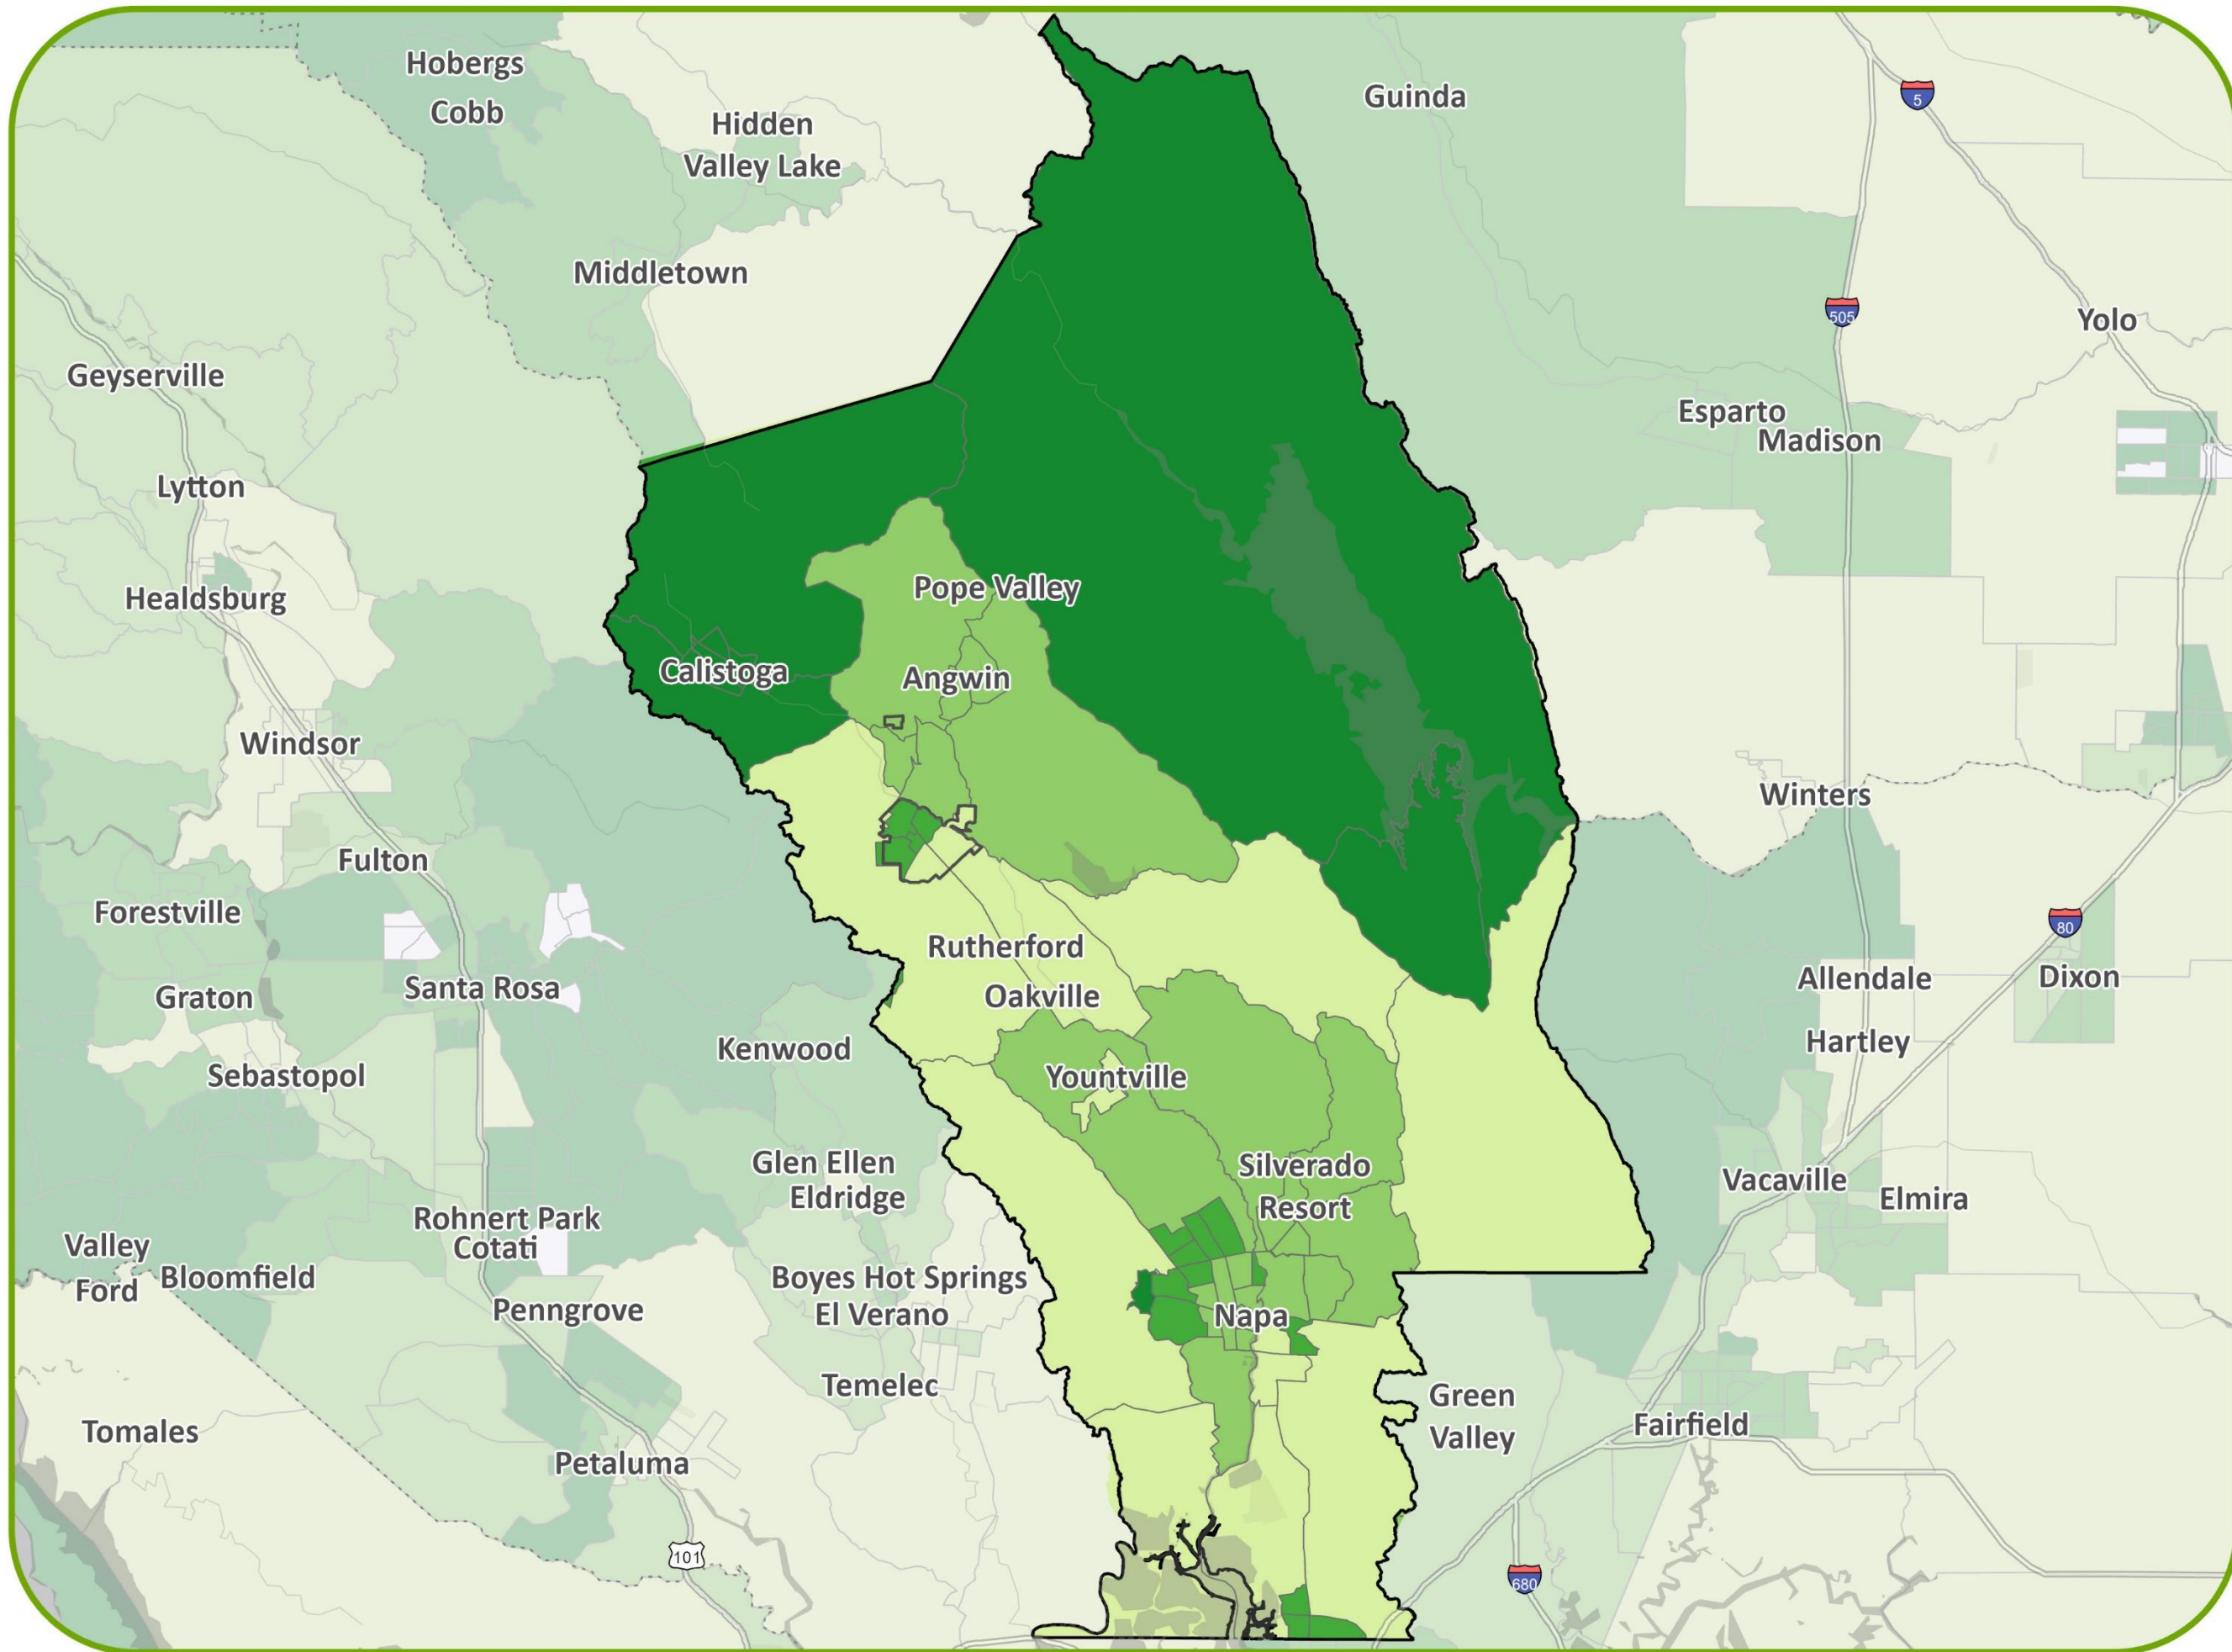 Hobergs
Cobb
Hidden
Valley Lake
Guinda
5
Middletown
505
Yolo
Geyserville
Esparto
Madison
Lytton
Healdsburg
Pope Valley
Calistoga
Angwin
Windsor
Winters
Fulton
Forestville
80
Rutherford
Santa Rosa
Graton
Oakville
Allendale
Dixon
Kenwood
Hartley
Sebastopol
Yountville
Glen Ellen
Eldridge
Silverado
Resort
Vacaville
Elmira
Rohnert Park
Cotati
Valley
Ford
Bloomfield
Boyes Hot Springs
El Verano
Penngrove
Napa
Temelec
Green
Valley
Fairfield
Tomales
Petaluma
101
680